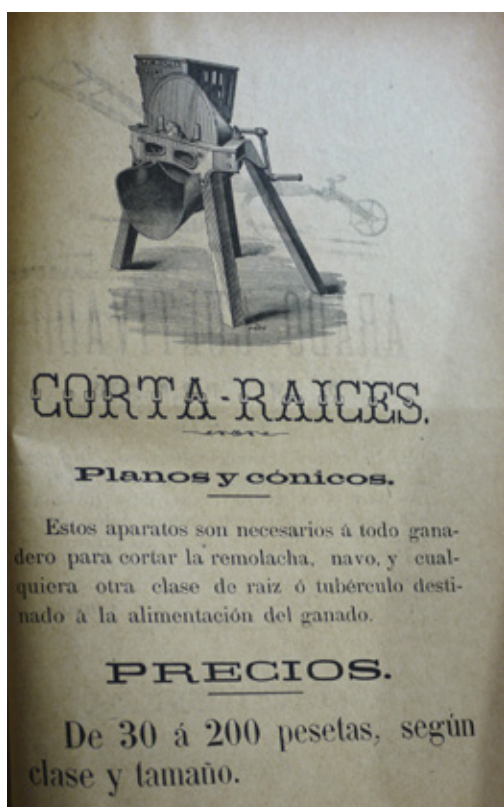 CORTA-RAICES.
Planos y cónicos.
Estos aparatos son necesarios á todo gana-
dero para cortar la remolacha, navo, y cual-
quiera otra clase de raiz ó tubérculo desti-
nado á la alimentación del ganado.
PRECIOS.
De 30 á 200 pesetas, según
clase y tamaño.